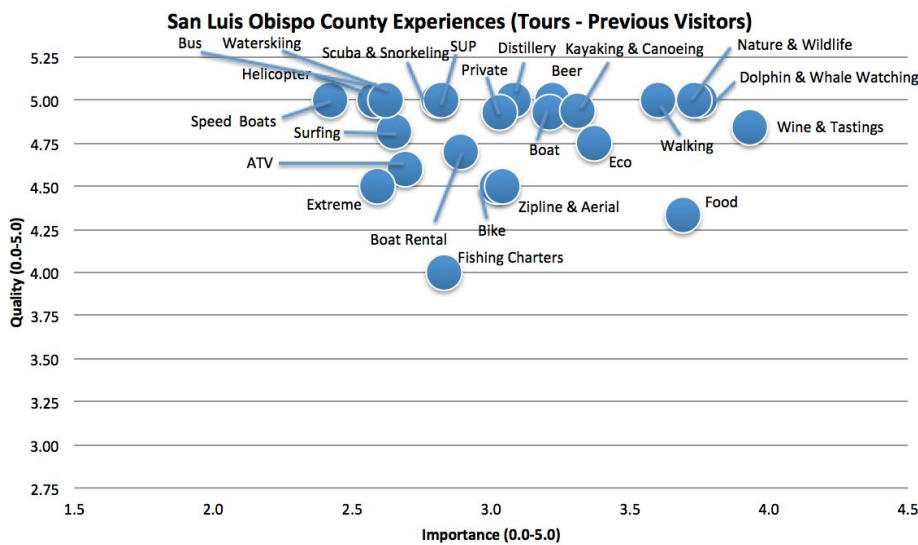 San Luis Obispo County Experiences (Tours - Previous Visitors)
Bus
Waterskiing
Scuba & Snorkeling
SUP
Distillery
Kayaking & Canoeing
Nature & Wildlife
Helicopter
Private
Beer
Dolphin & Whale Watching
Speed Boats
Surfing
Boat
Walking
Wine & Tastings
ATV
Eco
Extreme
Zipline & Aerial
Food
Boat Rental
Bike
Fishing Charters
Quality (0.0-5.0)
5.25
5.00
4.75
4.50
4.25
4.00
3.75
3.50
3.25
3.00
2.75
1.5 2.0 2.5 3.0 3.5 4.0 4.5
Importance (0.0-5.0)